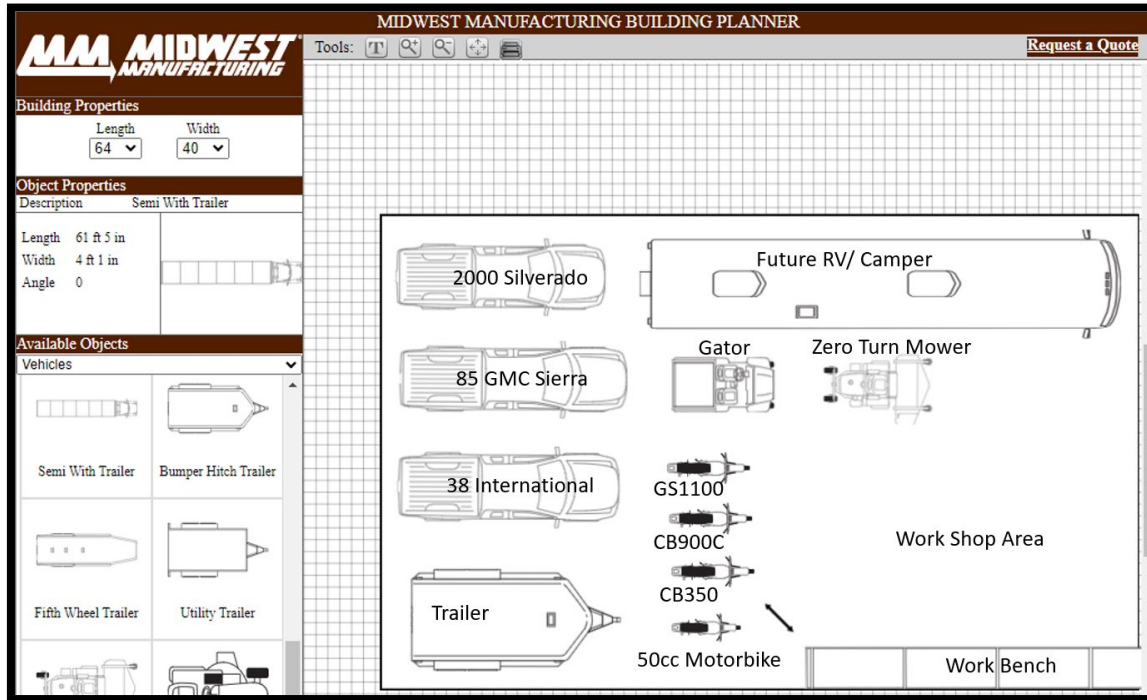 MIDWEST MANUFACTURING BUILDING PLANNER
MIDWEST
MANUFACTURING
Tools: T
Request a Quote
Building Properties
Length Width
64 40
Object Properties
Description Semi With Trailer
Length 61 ft 5 in
Width 4 ft 1 in
Angle 0
Available Objects
Vehicles
Semi With Trailer Bumper Hitch Trailer
Fifth Wheel Trailer Utility Trailer
2000 Silverado
Future RV/ Camper
85 GMC Sierra
Gator
Zero Turn Mower
38 International
GS1100
CB900C
CB350
50cc Motorbike
Trailer
Work Shop Area
Work Bench